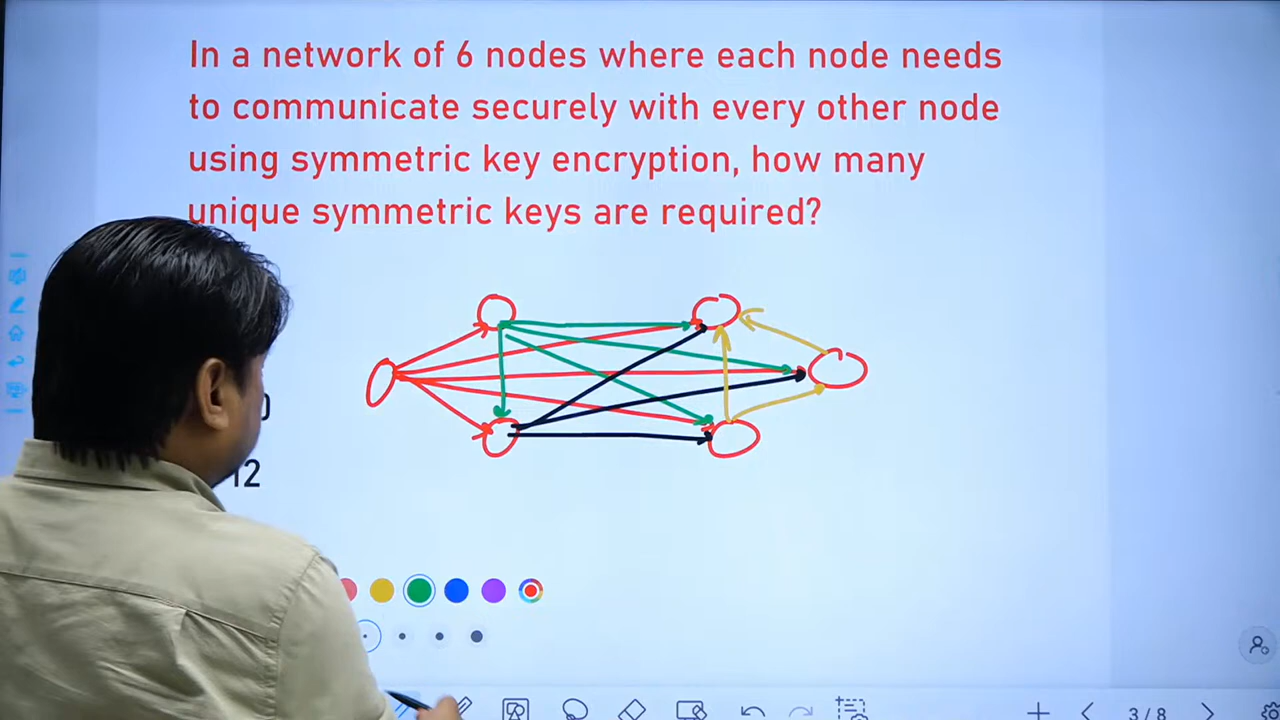 In a network of 6 nodes where each node needs
to communicate securely with every other node
using symmetric key encryption, how many
unique symmetric keys are required?
12
3/8